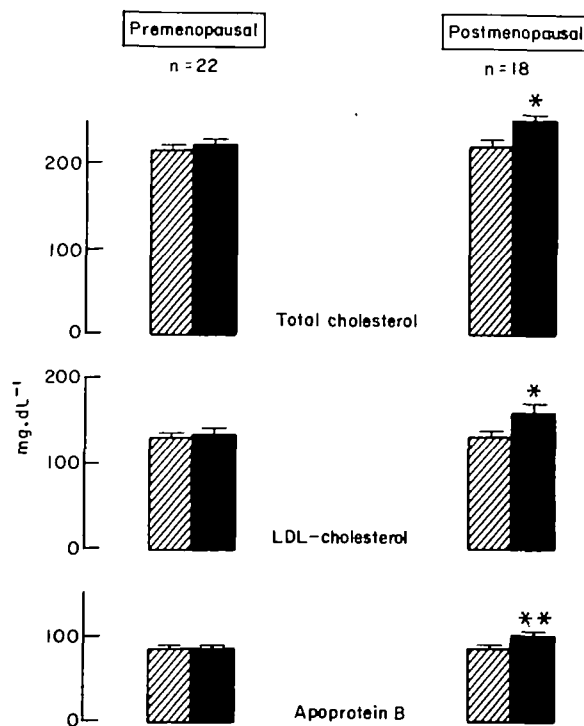 Premenopausal
Postmenopausal
n = 22
n = 18
*
200
100
0
Total cholesterol
mg.dL⁻¹
200
*
100
0
LDL-cholesterol
**
100
0
Apoprotein B